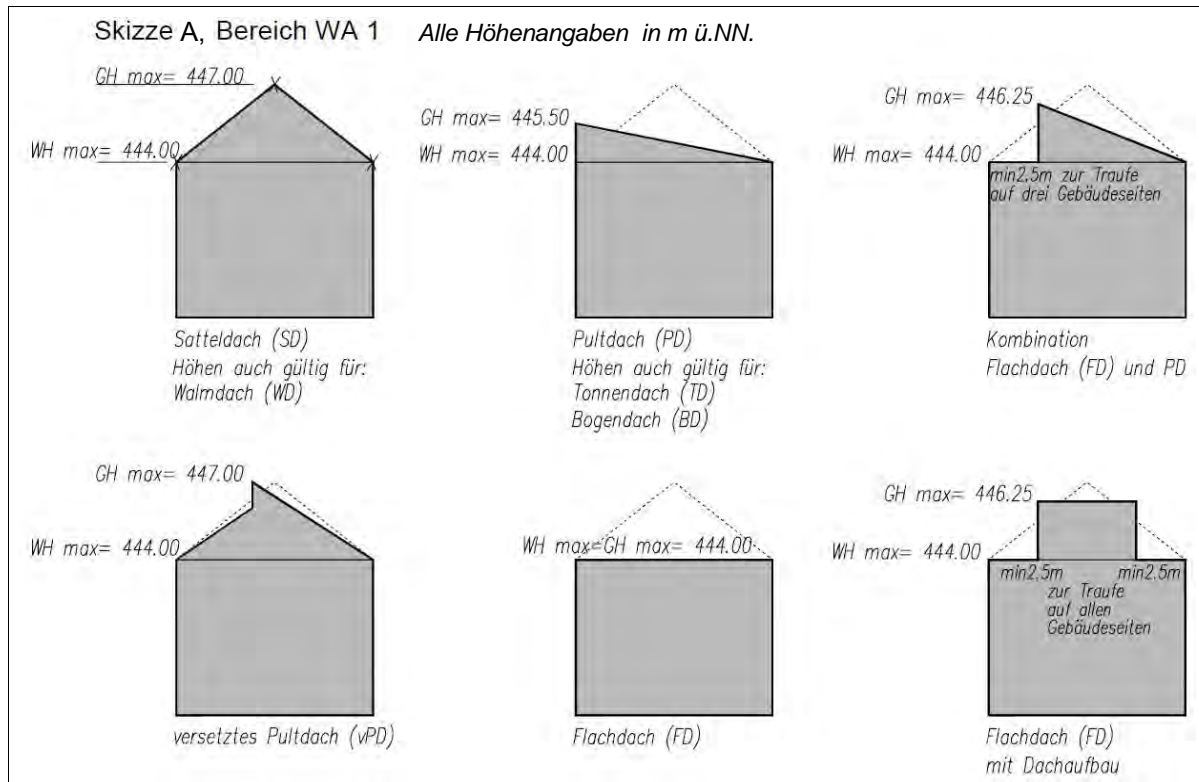 Skizze A, Bereich WA 1 Alle Höhenangaben in m ü.NN.
GH max= 447.00
WH max= 444.00
Satteldach (SD)
Höhen auch gültig für:
Walmdach (WD)
GH max= 445.50
WH max= 444.00
Pultdach (PD)
Höhen auch gültig für:
Tonnendach (TD)
Bogendach (BD)
GH max= 446.25
WH max= 444.00
min2.5m zur Traufe
auf drei Gebäudeseiten
Kombination
Flachdach (FD) und PD
GH max= 447.00
WH max= 444.00
versetztes Pultdach (vPD)
WH max=GH max= 444.00
Flachdach (FD)
GH max= 446.25
WH max= 444.00
min2.5m min2.5m
zur Traufe
auf allen
Gebäudeseiten
Flachdach (FD)
mit Dachaufbau